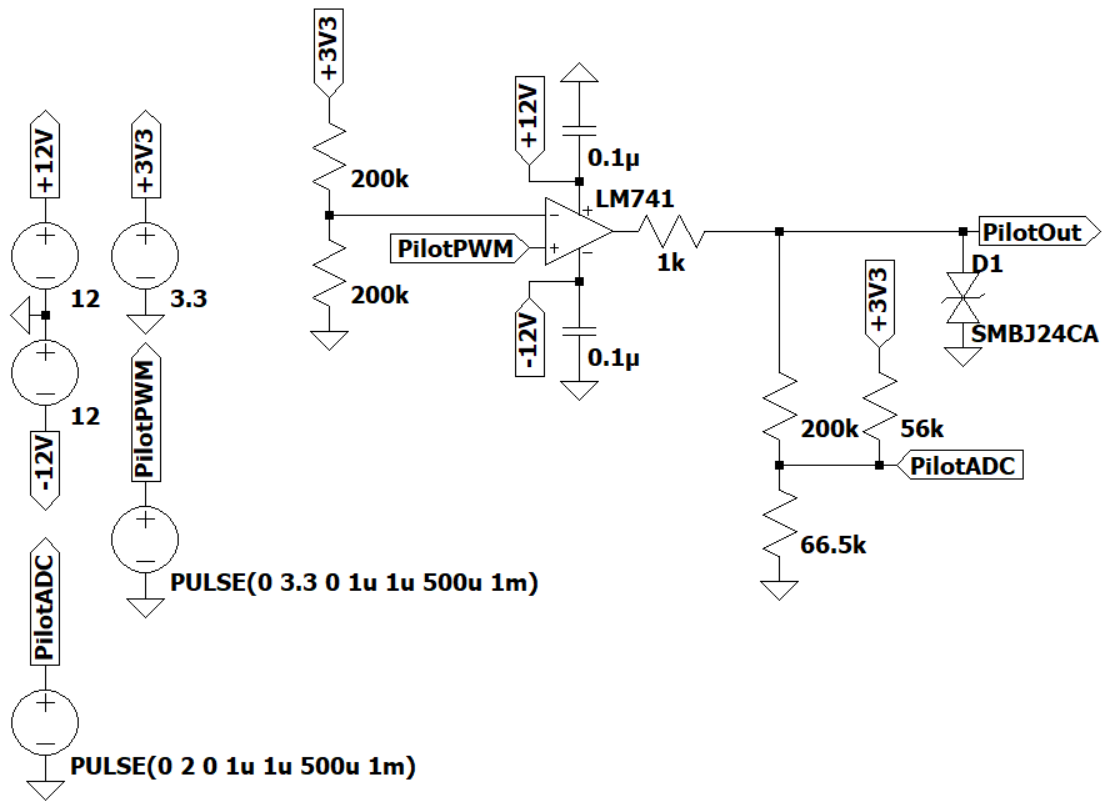 +3V3
+12V
+3V3
+12V
0.1µ
LM741
200k
PilotPWM
1k
PilotOut
D1
SMBJ24CA
200k
12
3.3
-12V
0.1µ
+3V3
12
PilotPWM
-12V
200k
56k
PilotADC
66.5k
PULSE(0 3.3 0 1u 1u 500u 1m)
PilotADC
PULSE(0 2 0 1u 1u 500u 1m)